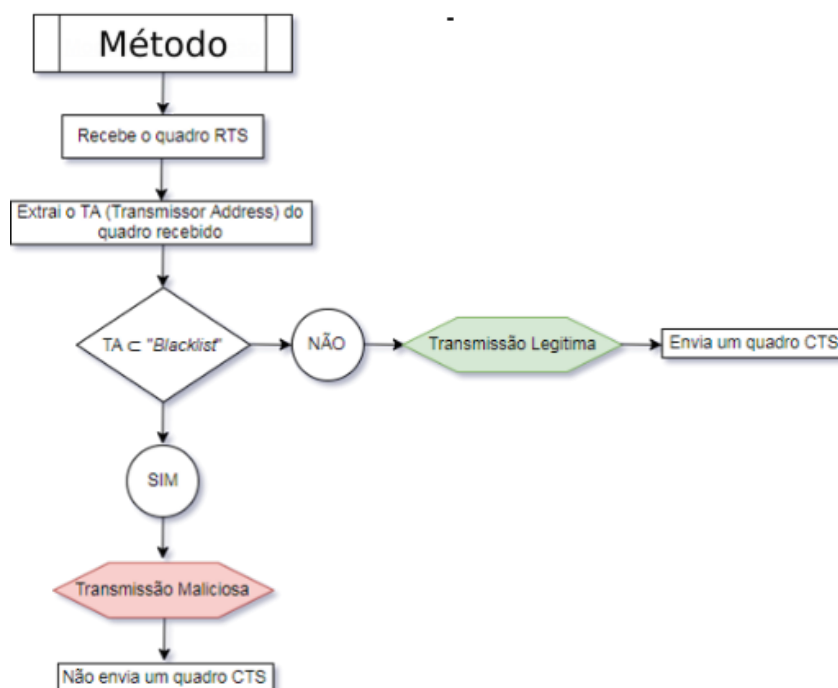 Método
Recebe o quadro RTS
Extrai o TA (Transmissor Address) do
quadro recebido
TA ⊂ "Blacklist"
NÃO
Transmissão Legítima
Envia um quadro CTS
SIM
Transmissão Maliciosa
Não envia um quadro CTS